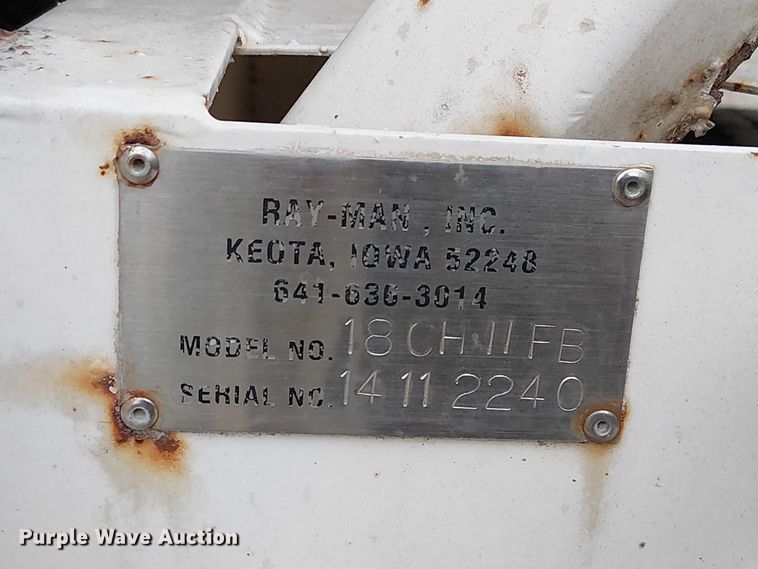 RAY-MAN, INC.
KEOTA, IOWA 52248
641-636-3014
MODEL NO. 18 CH II FB
SERIAL NO. 14 11 2240
Purple Wave Auction